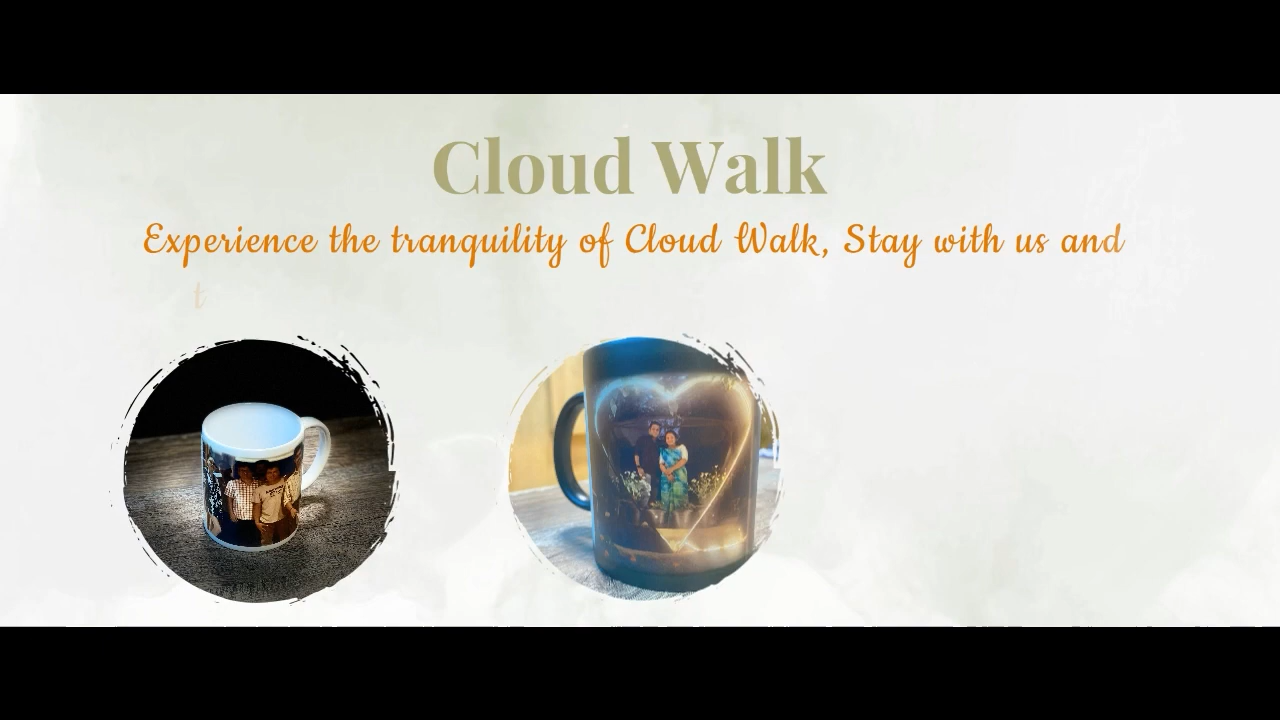 Cloud Walk
Experience the tranquility of Cloud Walk, Stay with us and
t